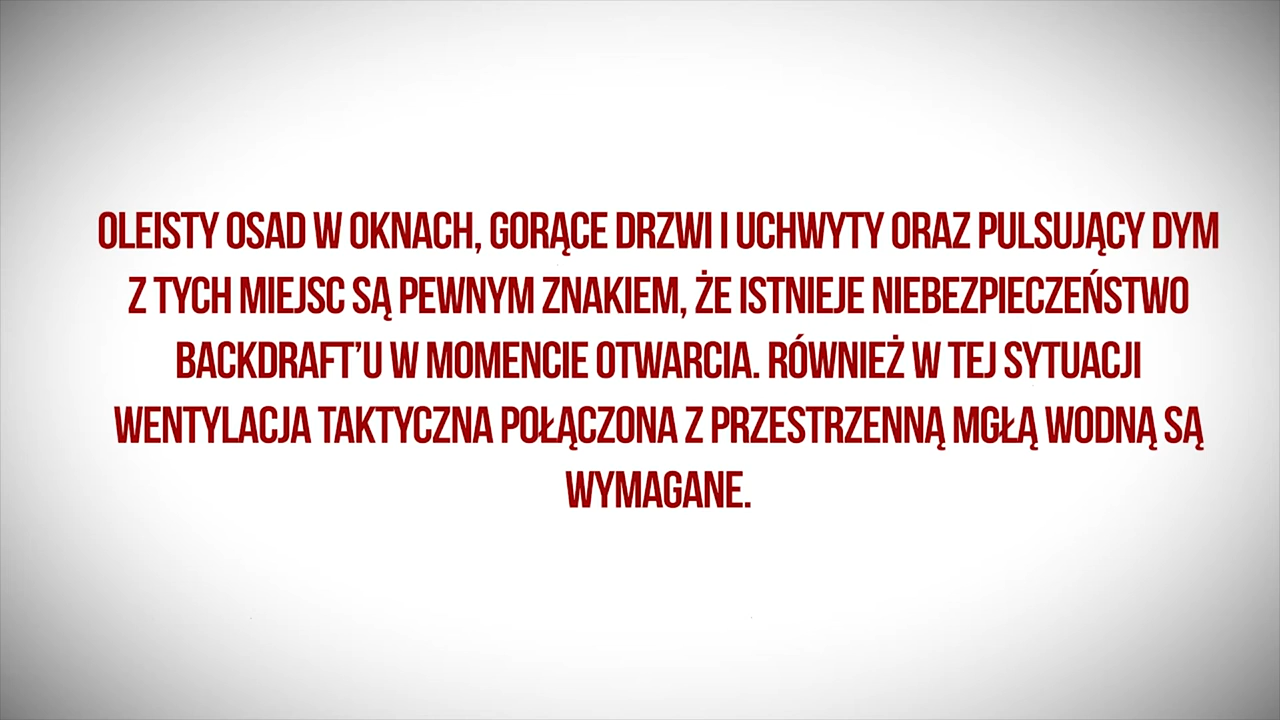 OLEISTY OSAD W OKNACH, GORĄCE DRZWI I UCHWYTY ORAZ PULSUJĄCY DYM
Z TYCH MIEJSC SĄ PEWNYM ZNAKIEM, ŻE ISTNIEJE NIEBEZPIECZEŃSTWO
BACKDRAFT’U W MOMENCIE OTWARCIA. RÓWNIEŻ W TEJ SYTUACJI
WENTYLACJA TAKTYCZNA POŁĄCZONA Z PRZESTRZENNĄ MGŁĄ WODNĄ SĄ
WYMAGANE.